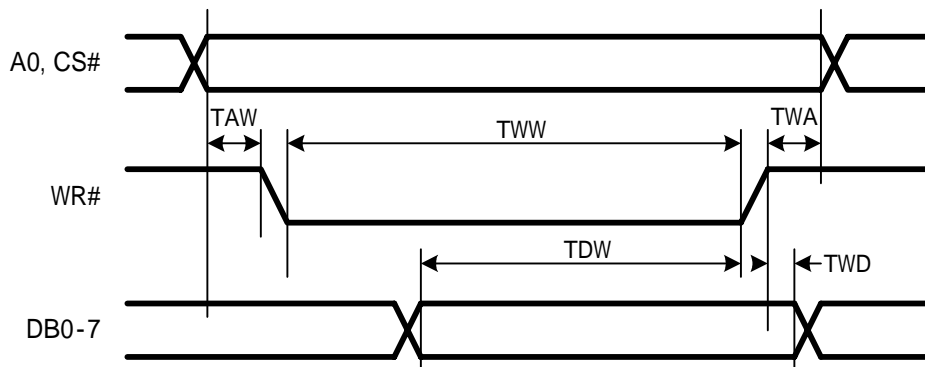 A0, CS#
TAW
TWW
TWA
WR#
TDW
TWD
DB0-7